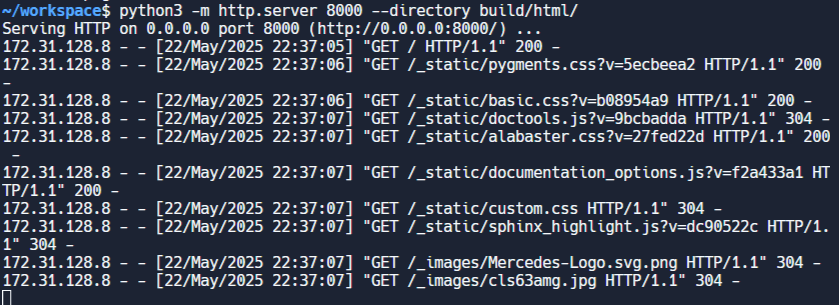 ~/workspace$ python3 -m http.server 8000 --directory build/html/
Serving HTTP on 0.0.0.0 port 8000 (http://0.0.0.0:8000/) ...
172.31.128.8 - - [22/May/2025 22:37:05] "GET / HTTP/1.1" 200 -
172.31.128.8 - - [22/May/2025 22:37:06] "GET /_static/pygments.css?v=5ecbeea2 HTTP/1.1" 200
-
172.31.128.8 - - [22/May/2025 22:37:06] "GET /_static/basic.css?v=b08954a9 HTTP/1.1" 200 -
172.31.128.8 - - [22/May/2025 22:37:07] "GET /_static/doctools.js?v=9bcbadda HTTP/1.1" 304 -
172.31.128.8 - - [22/May/2025 22:37:07] "GET /_static/alabaster.css?v=27fed22d HTTP/1.1" 200
-
172.31.128.8 - - [22/May/2025 22:37:07] "GET /_static/documentation_options.js?v=f2a433a1 HT
TP/1.1" 200 -
172.31.128.8 - - [22/May/2025 22:37:07] "GET /_static/custom.css HTTP/1.1" 304 -
172.31.128.8 - - [22/May/2025 22:37:07] "GET /_static/sphinx_highlight.js?v=dc90522c HTTP/1.
1" 304 -
172.31.128.8 - - [22/May/2025 22:37:07] "GET /_images/Mercedes-Logo.svg.png HTTP/1.1" 304 -
172.31.128.8 - - [22/May/2025 22:37:07] "GET /_images/cls63amg.jpg HTTP/1.1" 304 -